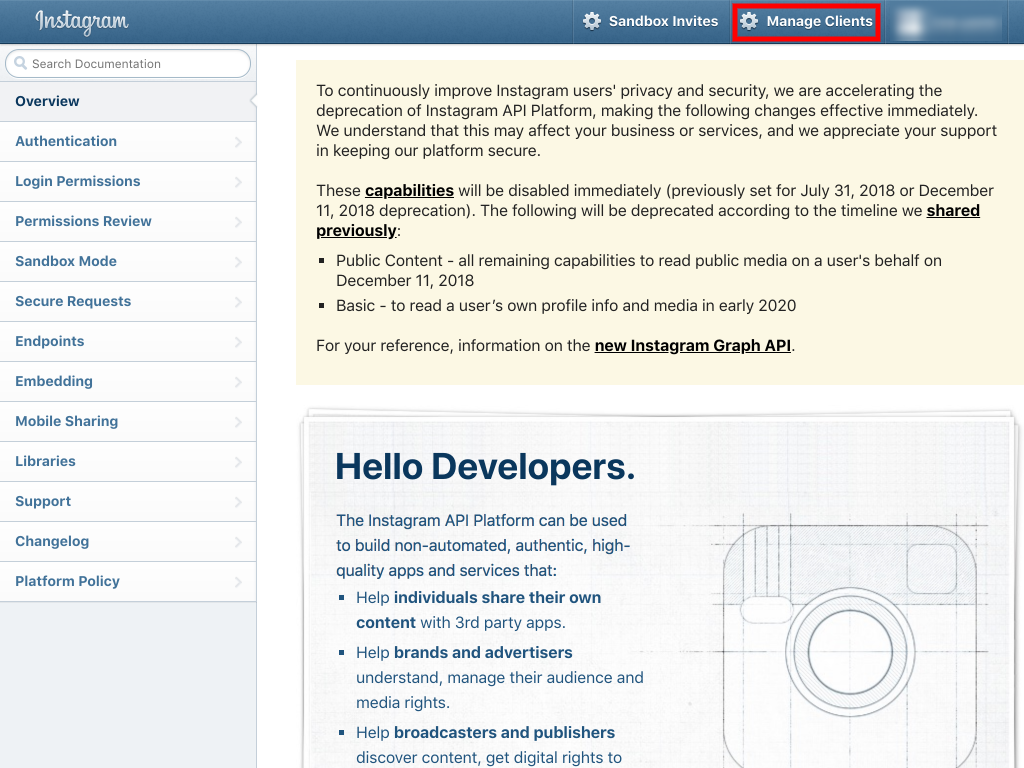 Instagram
Sandbox Invites
Manage Clients
Search Documentation
Overview
Authentication
Login Permissions
Permissions Review
Sandbox Mode
Secure Requests
Endpoints
Embedding
Mobile Sharing
Libraries
Support
Changelog
Platform Policy
To continuously improve Instagram users' privacy and security, we are accelerating the
deprecation of Instagram API Platform, making the following changes effective immediately.
We understand that this may affect your business or services, and we appreciate your support
in keeping our platform secure.
These capabilities will be disabled immediately (previously set for July 31, 2018 or December
11, 2018 deprecation). The following will be deprecated according to the timeline we shared
previously:
▪ Public Content - all remaining capabilities to read public media on a user's behalf on
December 11, 2018
▪ Basic - to read a user’s own profile info and media in early 2020
For your reference, information on the new Instagram Graph API.
Hello Developers.
The Instagram API Platform can be used
to build non-automated, authentic, high-
quality apps and services that:
▪ Help individuals share their own
content with 3rd party apps.
▪ Help brands and advertisers
understand, manage their audience and
media rights.
▪ Help broadcasters and publishers
discover content, get digital rights to